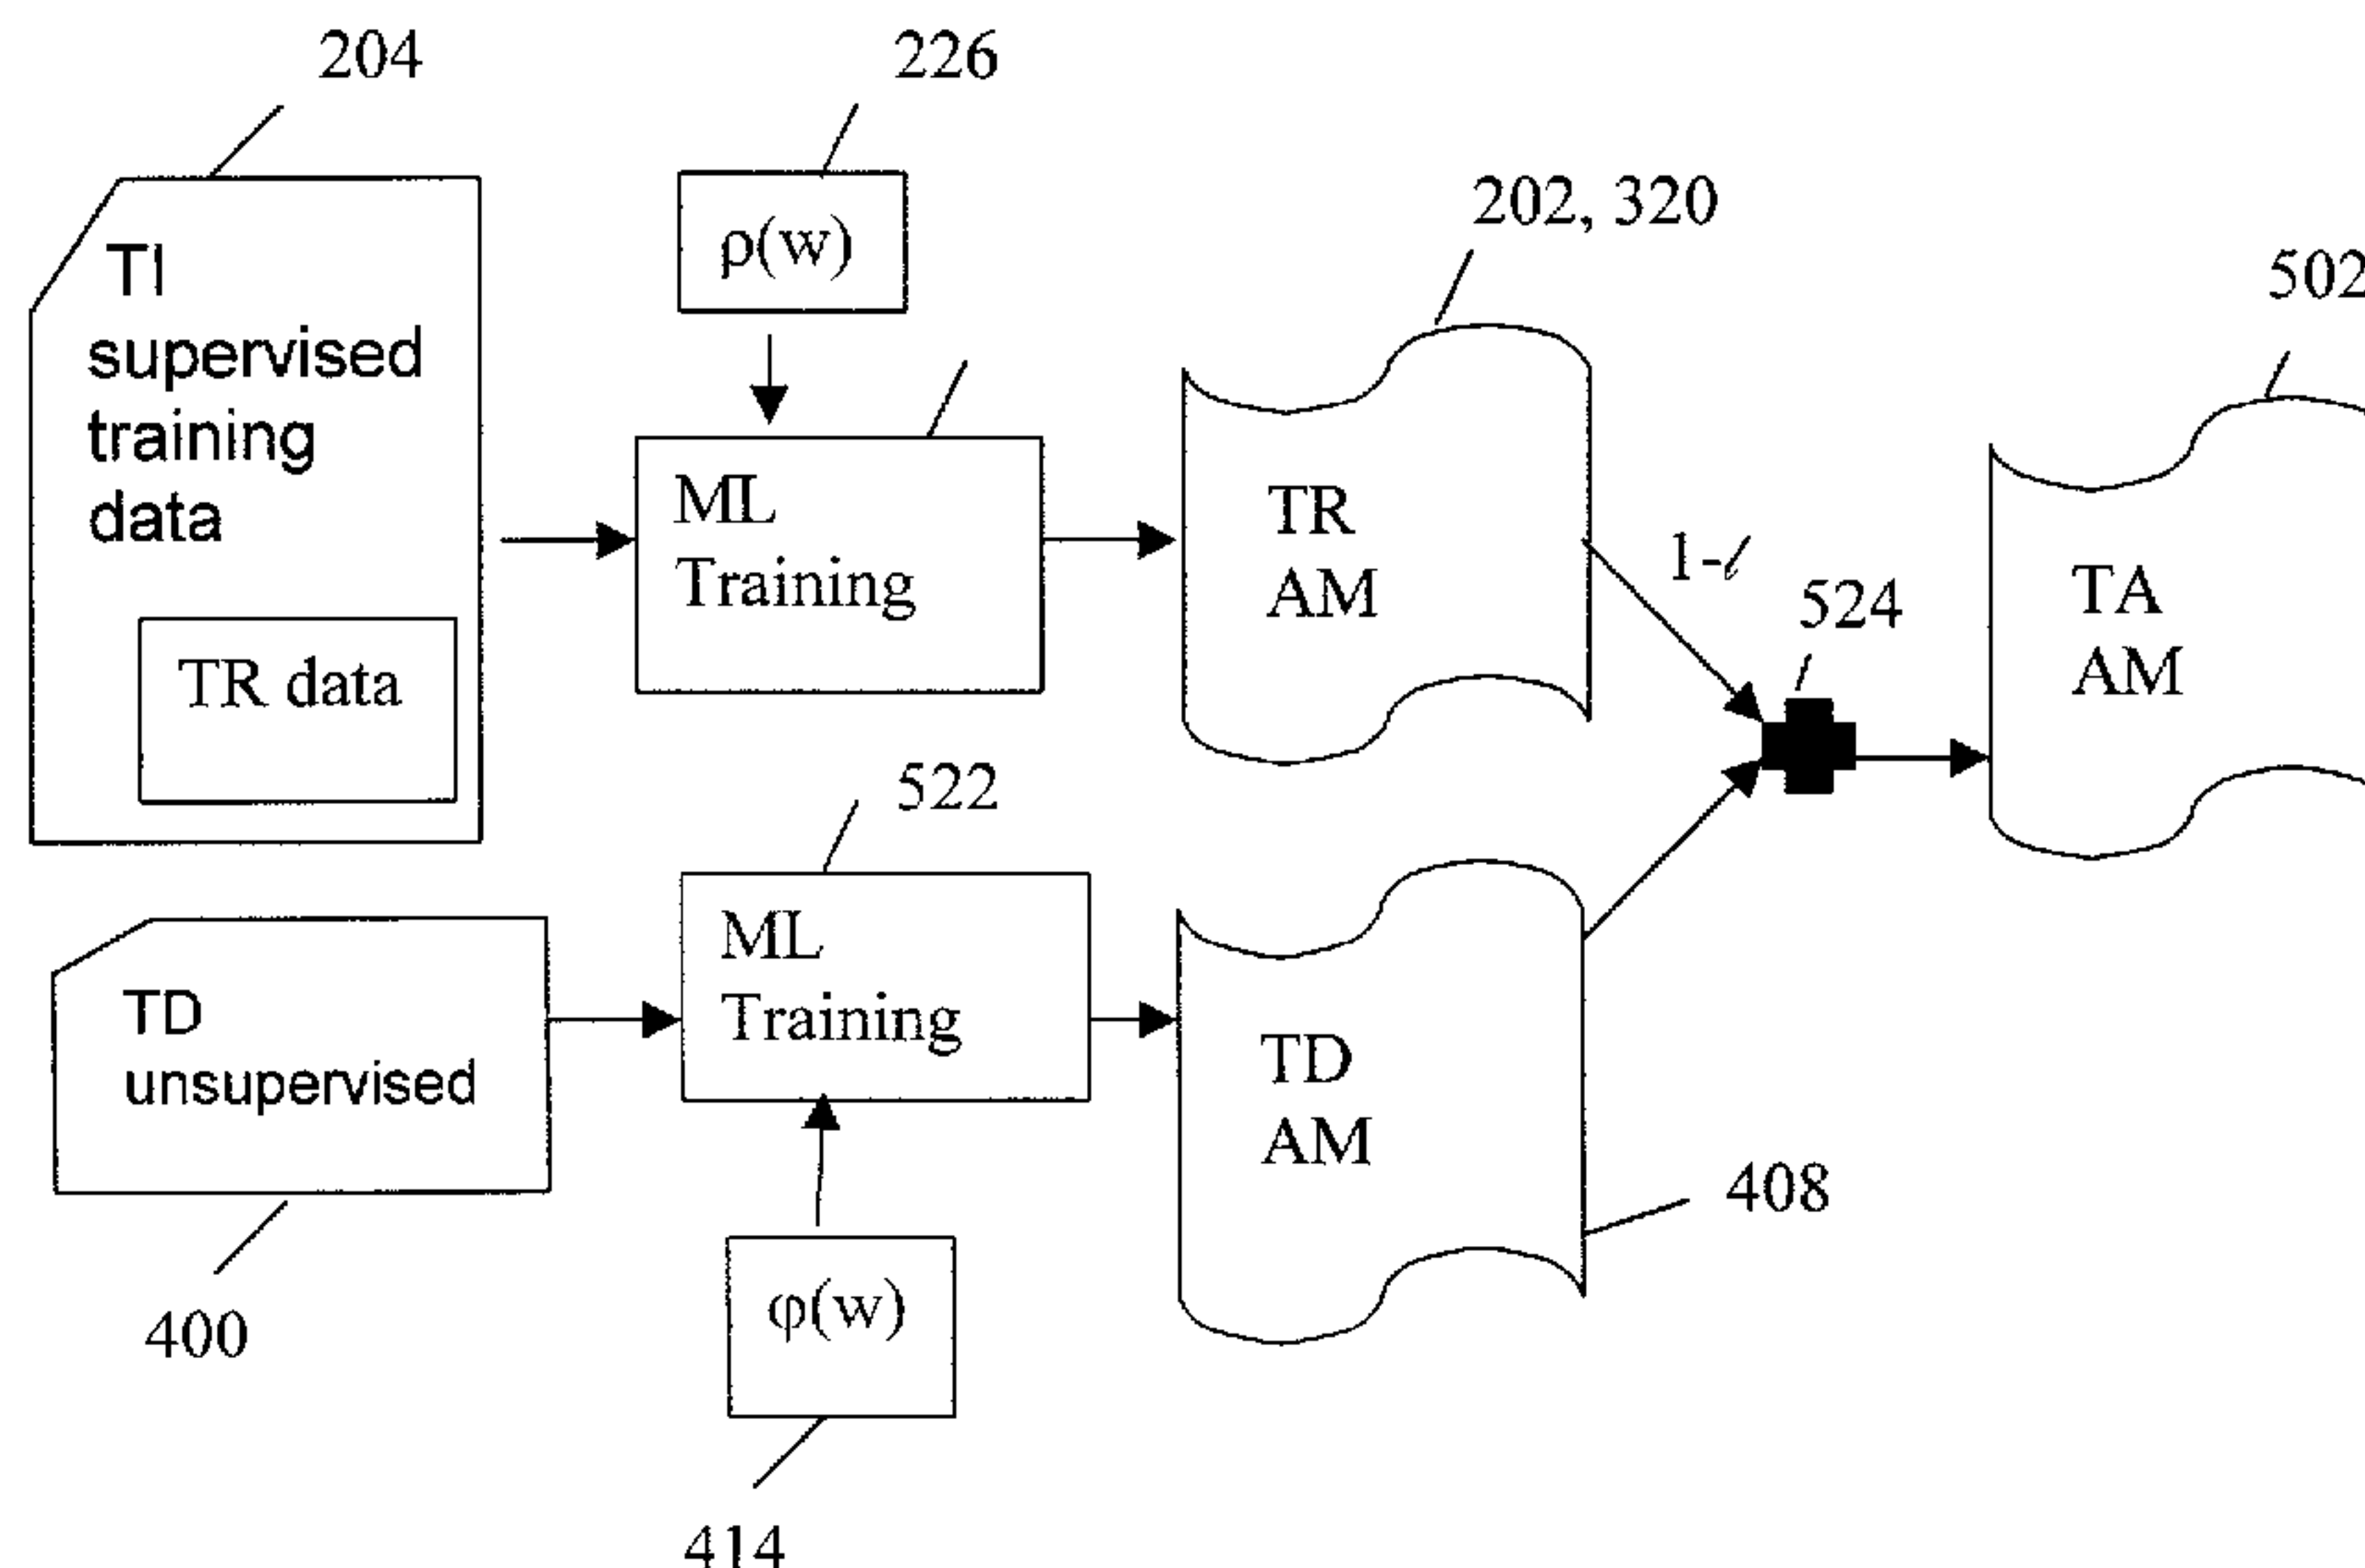 204
226
202, 320
502
TI
supervised
training
data
TR data
ρ(w)
ML
Training
TR
AM
524
TA
AM
522
TD
unsupervised
ML
Training
TD
AM
408
400
φ(w)
414